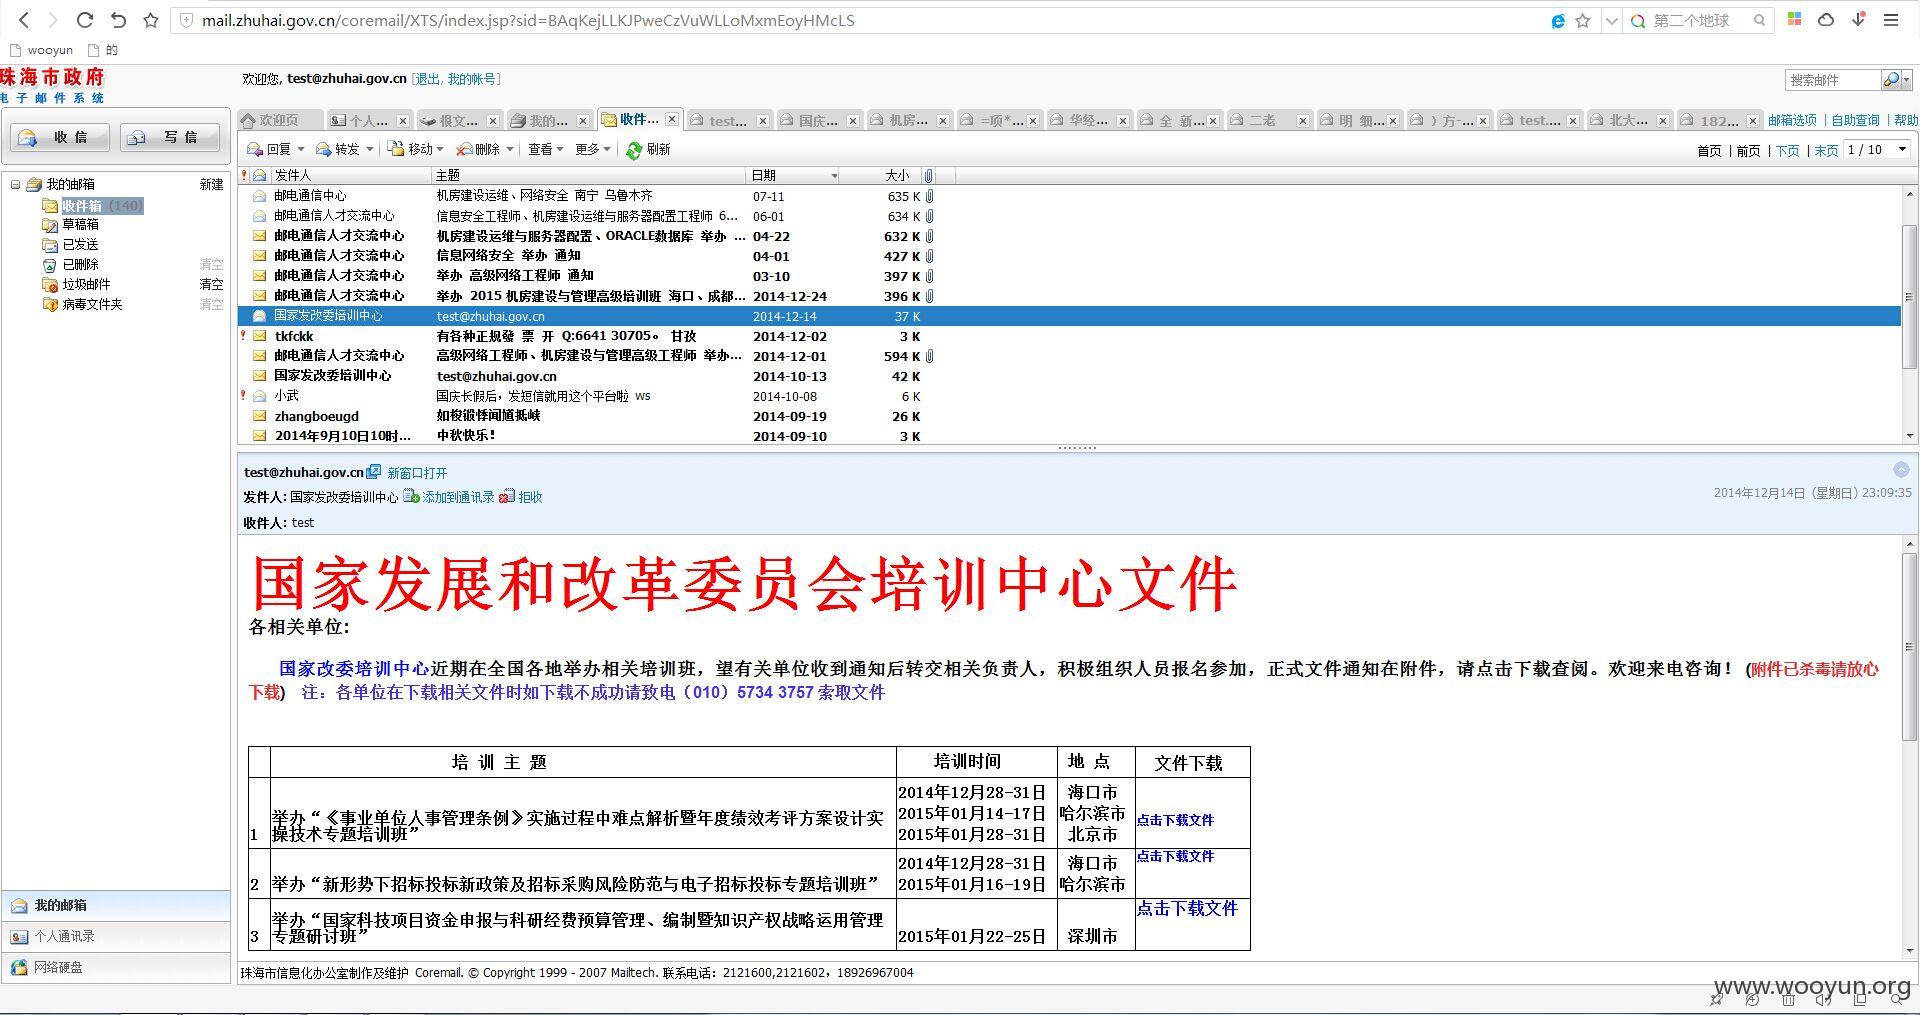 mail.zhuhai.gov.cn/coremail/XTS/index.jsp?sid=BAqKejLLKJPweCzVuWLLoMxmEoyHMcLS
第二个地球
wooyun 的
珠海市政府
电子邮件系统
欢迎您, test@zhuhai.gov.cn [退出, 我的帐号]
搜索邮件
收 信 写 信
欢迎页 个人... 很文... 我的... 收件... test... 国庆... 机房... =项*... 华经... 全 新... 二老 明 细... ）方-... test.... 北大... 182... 邮箱选项 | 自助查询 | 帮助
回复 转发 移动 删除 查看 更多 刷新
首页 | 前页 | 下页 | 末页 1 / 10
我的邮箱 新建
收件箱 (140)
草稿箱
已发送
已删除 清空
垃圾邮件 清空
病毒文件夹 清空
发件人 主题 日期 大小
邮电通信中心 机房建设运维、网络安全 南宁 乌鲁木齐 07-11 635 K
邮电通信人才交流中心 信息安全工程师、机房建设运维与服务器配置工程师 6... 06-01 634 K
邮电通信人才交流中心 机房建设运维与服务器配置、ORACLE数据库 举办 ... 04-22 632 K
邮电通信人才交流中心 信息网络安全 举办 通知 04-01 427 K
邮电通信人才交流中心 举办 高级网络工程师 通知 03-10 397 K
邮电通信人才交流中心 举办 2015 机房建设与管理高级培训班 海口、成都... 2014-12-24 396 K
国家发改委培训中心 test@zhuhai.gov.cn 2014-12-14 37 K
tkfckk 有各种正规發 票 开 Q:6641 30705。 甘孜 2014-12-02 3 K
邮电通信人才交流中心 高级网络工程师、机房建设与管理高级工程师 举办... 2014-12-01 594 K
国家发改委培训中心 test@zhuhai.gov.cn 2014-10-13 42 K
小武 国庆长假后，发短信就用这个平台啦 ws 2014-10-08 6 K
zhangboeugd 2014-09-19 26 K
2014年9月10日10时... 中秋快乐！ 2014-09-10 3 K
test@zhuhai.gov.cn 新窗口打开
发件人: 国家发改委培训中心 添加到通讯录 拒收
2014年12月14日（星期日）23:09:35
收件人: test
国家发展和改革委员会培训中心文件
各相关单位:
国家改委培训中心近期在全国各地举办相关培训班，望有关单位收到通知后转交相关负责人，积极组织人员报名参加，正式文件通知在附件，请点击下载查阅。欢迎来电咨询！(附件已杀毒请放心
下载) 注：各单位在下载相关文件时如下载不成功请致电（010）5734 3757 索取文件
培 训 主 题 培训时间 地 点 文件下载
1 举办“《事业单位人事管理条例》实施过程中难点解析暨年度绩效考评方案设计实
操技术专题培训班”
2014年12月28-31日 海口市
2015年01月14-17日 哈尔滨市
2015年01月28-31日 北京市
点击下载文件
2 举办“新形势下招标投标新政策及招标采购风险防范与电子招标投标专题培训班”
2014年12月28-31日 海口市
2015年01月16-19日 哈尔滨市
点击下载文件
3 举办“国家科技项目资金申报与科研经费预算管理、编制暨知识产权战略运用管理
专题研讨班”
2015年01月22-25日 深圳市
点击下载文件
我的邮箱
个人通讯录
网络硬盘
珠海市信息化办公室制作及维护 Coremail. © Copyright 1999 - 2007 Mailtech. 联系电话：2121600,2121602，18926967004
www.wooyun.org